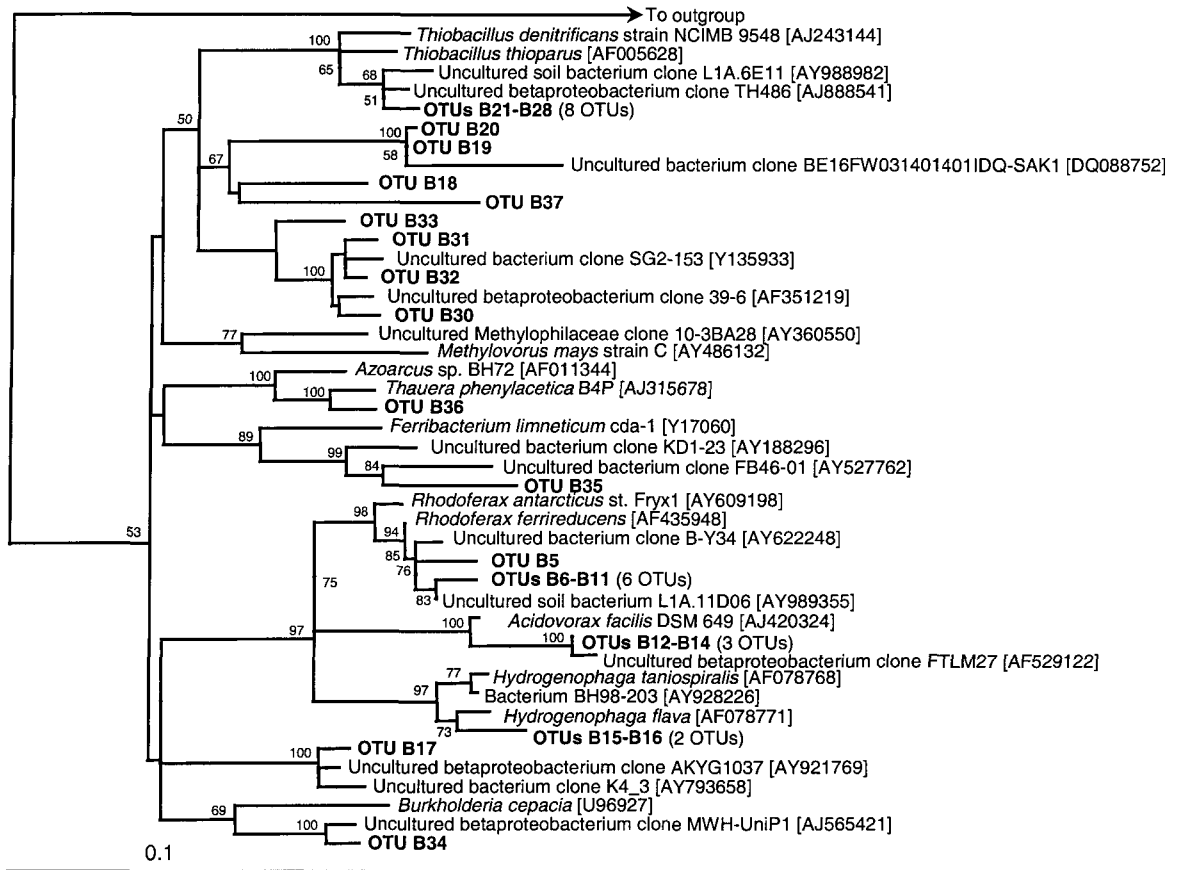 To outgroup
100
Thiobacillus denitrificans strain NCIMB 9548 [AJ243144]
Thiobacillus thioparus [AF005628]
65
68
Uncultured soil bacterium clone L1A.6E11 [AY988982]
Uncultured betaproteobacterium clone TH486 [AJ888541]
51
OTUs B21-B28 (8 OTUs)
50
100
OTU B20
OTU B19
58
67
Uncultured bacterium clone BE16FW031401401IDQ-SAK1 [DQ088752]
OTU B18
OTU B37
OTU B33
OTU B31
Uncultured bacterium clone SG2-153 [Y135933]
100
OTU B32
Uncultured betaproteobacterium clone 39-6 [AF351219]
OTU B30
77
Uncultured Methylophilaceae clone 10-3BA28 [AY360550]
Methylovorus mays strain C [AY486132]
100
Azoarcus sp. BH72 [AF011344]
100
Thauera phenylacetica B4P [AJ315678]
OTU B36
89
Ferribacterium limneticum cda-1 [Y17060]
99
Uncultured bacterium clone KD1-23 [AY188296]
84
Uncultured bacterium clone FB46-01 [AY527762]
OTU B35
98
Rhodoferax antarcticus st. Fryx1 [AY609198]
94
Rhodoferax ferrireducens [AF435948]
53
85
Uncultured bacterium clone B-Y34 [AY622248]
76
OTU B5
75
OTUs B6-B11 (6 OTUs)
83
Uncultured soil bacterium L1A.11D06 [AY989355]
97
100
Acidovorax facilis DSM 649 [AJ420324]
100
OTUs B12-B14 (3 OTUs)
Uncultured betaproteobacterium clone FTLM27 [AF529122]
77
Hydrogenophaga taniospiralis [AF078768]
97
Bacterium BH98-203 [AY928226]
Hydrogenophaga flava [AF078771]
73
OTUs B15-B16 (2 OTUs)
100
OTU B17
Uncultured betaproteobacterium clone AKYG1037 [AY921769]
Uncultured bacterium clone K4_3 [AY793658]
69
Burkholderia cepacia [U96927]
100
Uncultured betaproteobacterium clone MWH-UniP1 [AJ565421]
OTU B34
0.1